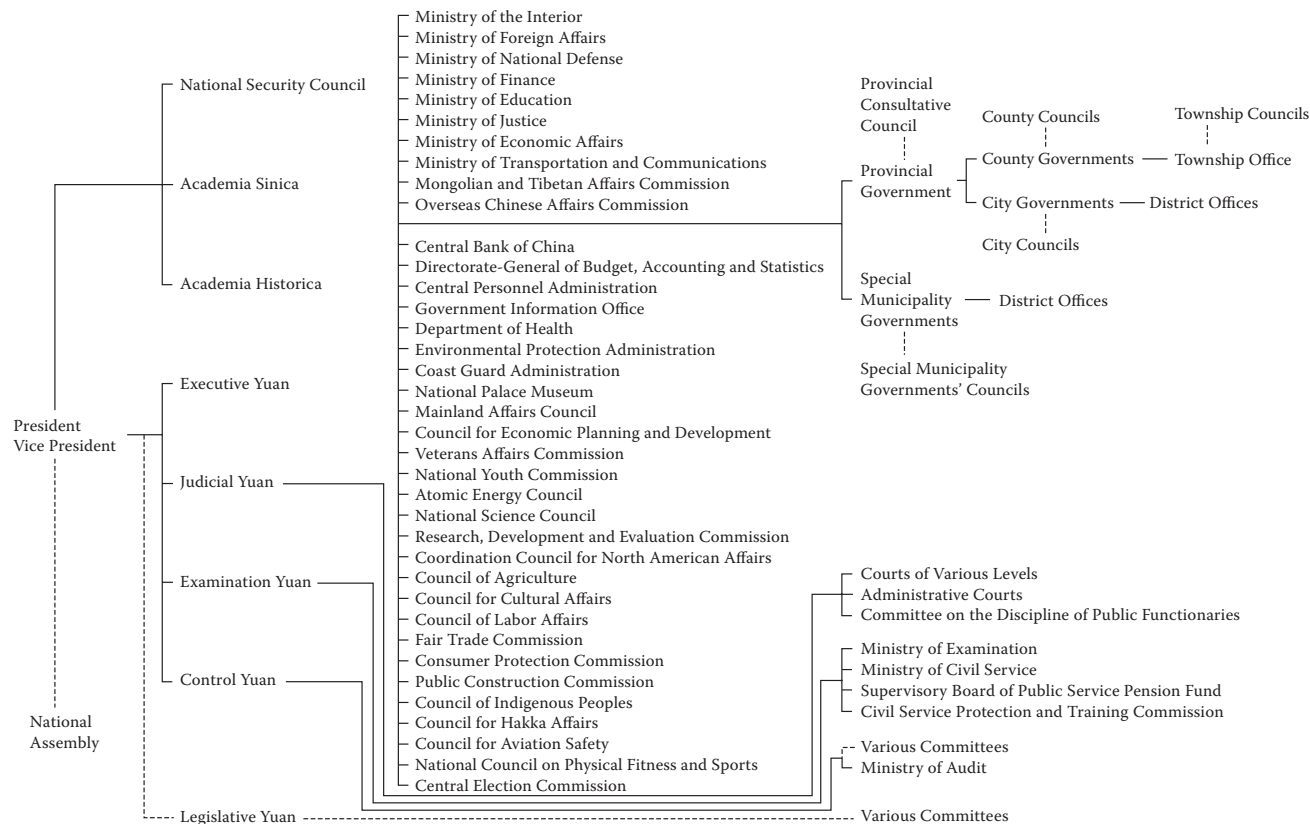 President
Vice President
National
Assembly
National Security Council
Academia Sinica
Academia Historica
Executive Yuan
Judicial Yuan
Examination Yuan
Control Yuan
Legislative Yuan
Ministry of the Interior
Ministry of Foreign Affairs
Ministry of National Defense
Ministry of Finance
Ministry of Education
Ministry of Justice
Ministry of Economic Affairs
Ministry of Transportation and Communications
Mongolian and Tibetan Affairs Commission
Overseas Chinese Affairs Commission
Central Bank of China
Directorate-General of Budget, Accounting and Statistics
Central Personnel Administration
Government Information Office
Department of Health
Environmental Protection Administration
Coast Guard Administration
National Palace Museum
Mainland Affairs Council
Council for Economic Planning and Development
Veterans Affairs Commission
National Youth Commission
Atomic Energy Council
National Science Council
Research, Development and Evaluation Commission
Coordination Council for North American Affairs
Council of Agriculture
Council for Cultural Affairs
Council of Labor Affairs
Fair Trade Commission
Consumer Protection Commission
Public Construction Commission
Council of Indigenous Peoples
Council for Hakka Affairs
Council for Aviation Safety
National Council on Physical Fitness and Sports
Central Election Commission
Provincial
Consultative
Council
Provincial
Government
County Councils
County Governments
Township Councils
Township Office
City Governments
District Offices
City Councils
Special
Municipality
Governments
District Offices
Special Municipality
Governments' Councils
Courts of Various Levels
Administrative Courts
Committee on the Discipline of Public Functionaries
Ministry of Examination
Ministry of Civil Service
Supervisory Board of Public Service Pension Fund
Civil Service Protection and Training Commission
Various Committees
Ministry of Audit
Various Committees